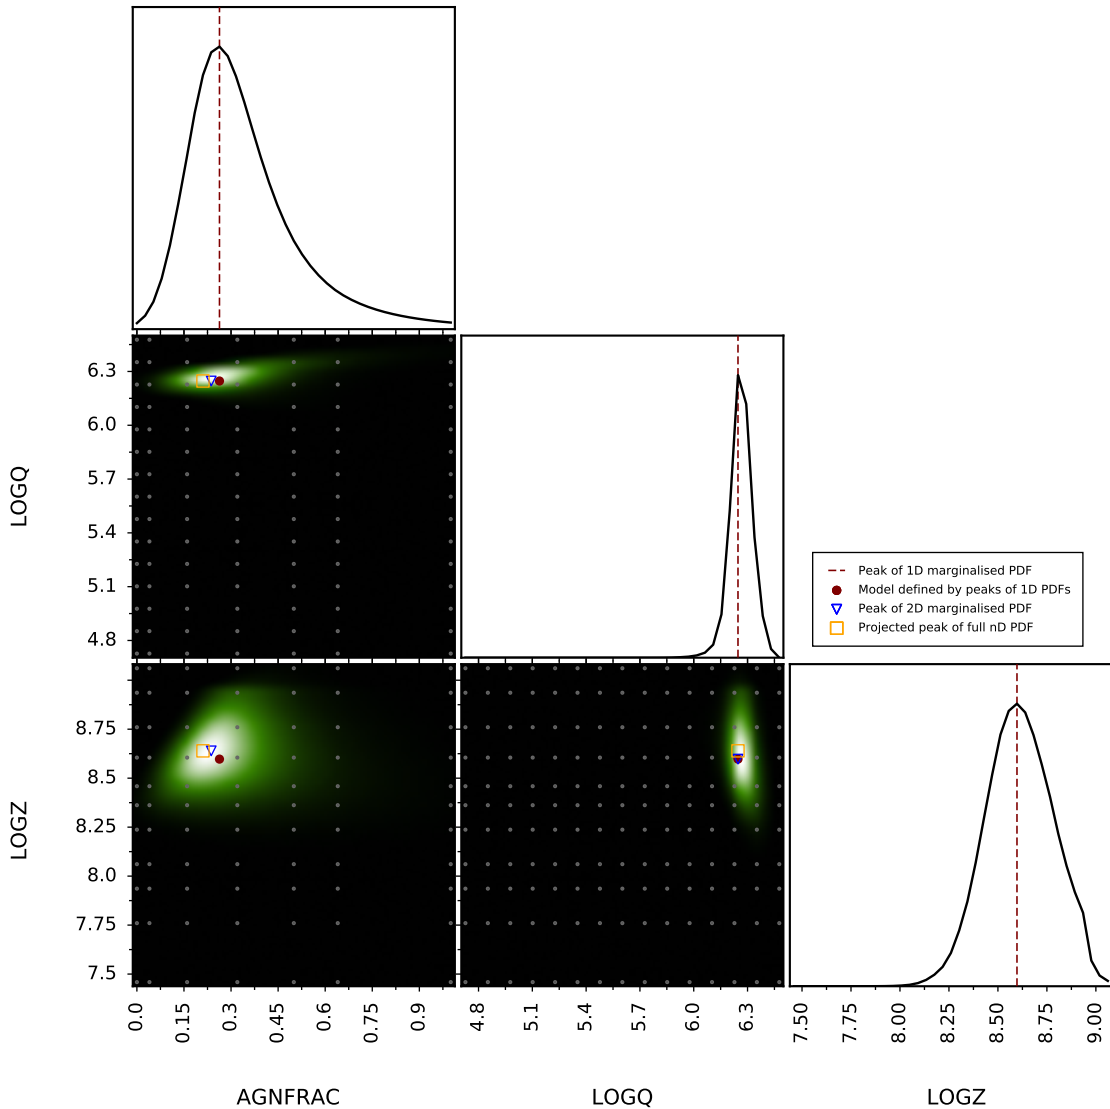 LOGQ
6.3
6.0
5.7
5.4
5.1
4.8
Peak of 1D marginalised PDF
Model defined by peaks of 1D PDFs
Peak of 2D marginalised PDF
Projected peak of full nD PDF
LOGZ
8.75
8.5
8.25
8.0
7.75
7.5
0.0 0.15 0.3 0.45 0.6 0.75 0.9
4.8 5.1 5.4 5.7 6.0 6.3
7.50 7.75 8.00 8.25 8.50 8.75 9.00
AGNFRAC LOGQ LOGZ